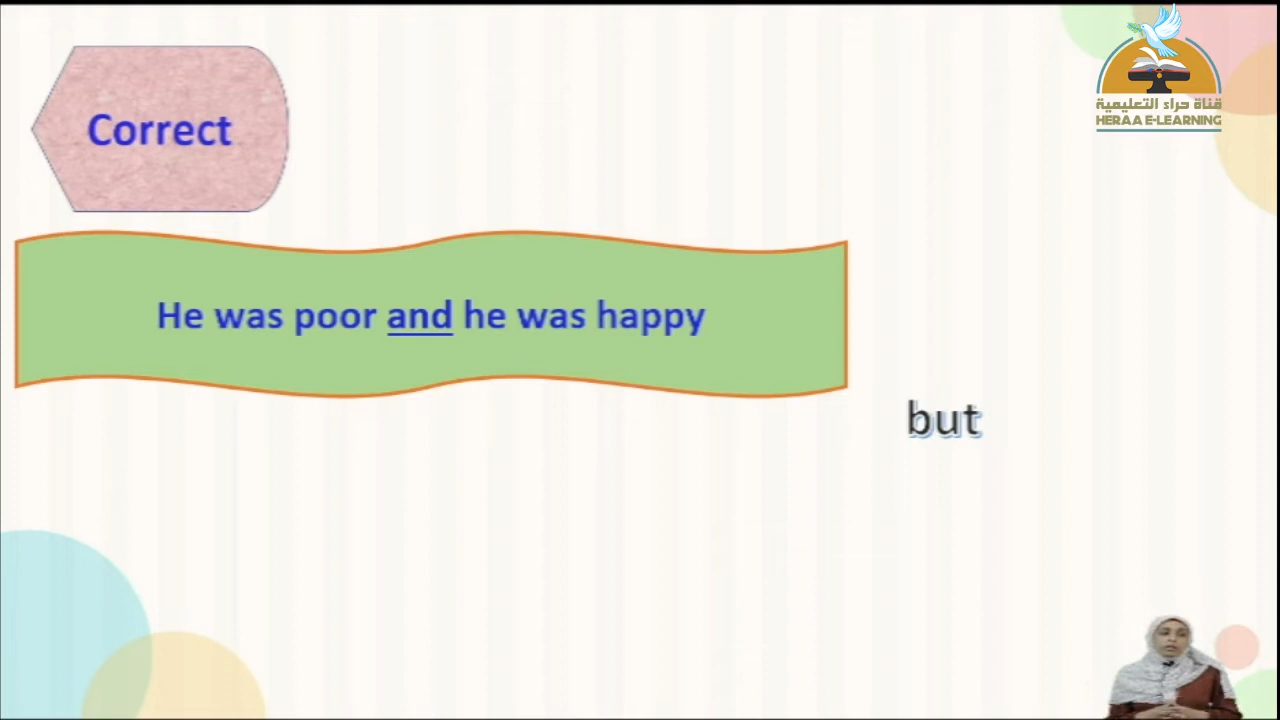 Correct
قناة حراء التعليمية
HERAA E-LEARNING
He was poor and he was happy
but